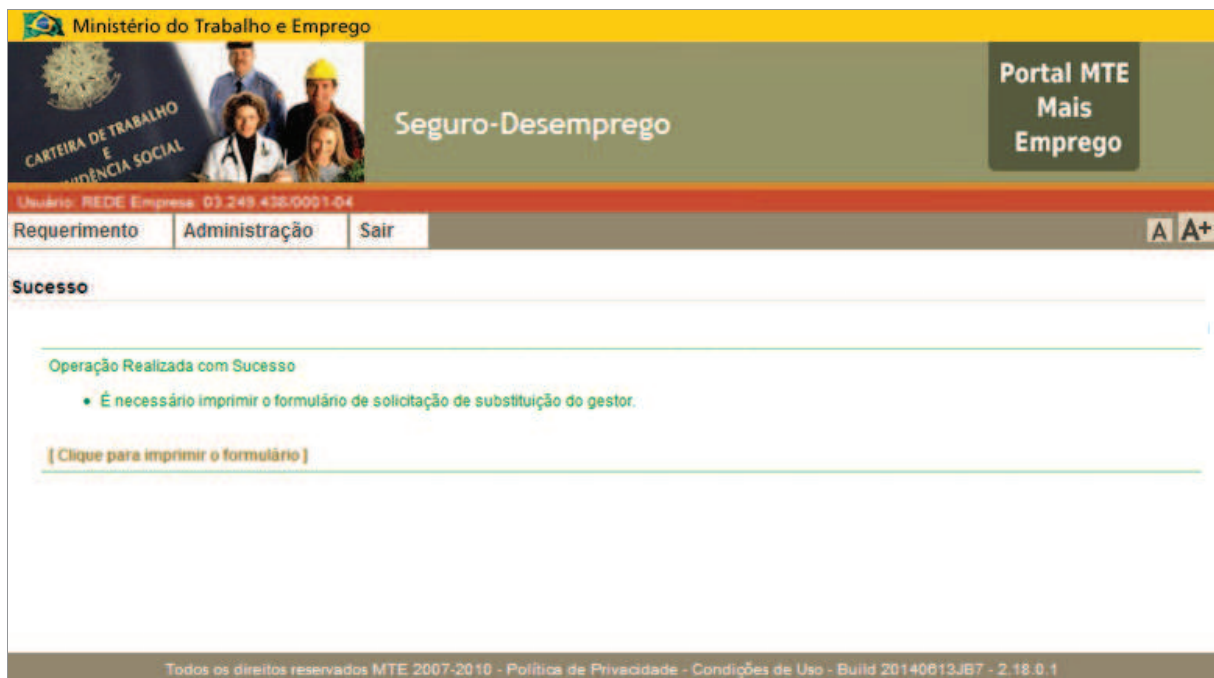 Ministério do Trabalho e Emprego
CARTEIRA DE TRABALHO
E
PREVIDÊNCIA SOCIAL
Seguro-Desemprego
Portal MTE
Mais
Emprego
Usuário: REDE Empresa: 03.249.438/0001-04
Requerimento Administração Sair A A+
Sucesso
Operação Realizada com Sucesso
• É necessário imprimir o formulário de solicitação de substituição do gestor.
[ Clique para imprimir o formulário ]
Todos os direitos reservados MTE 2007-2010 - Política de Privacidade - Condições de Uso - Build 20140613JB7 - 2.18.0.1